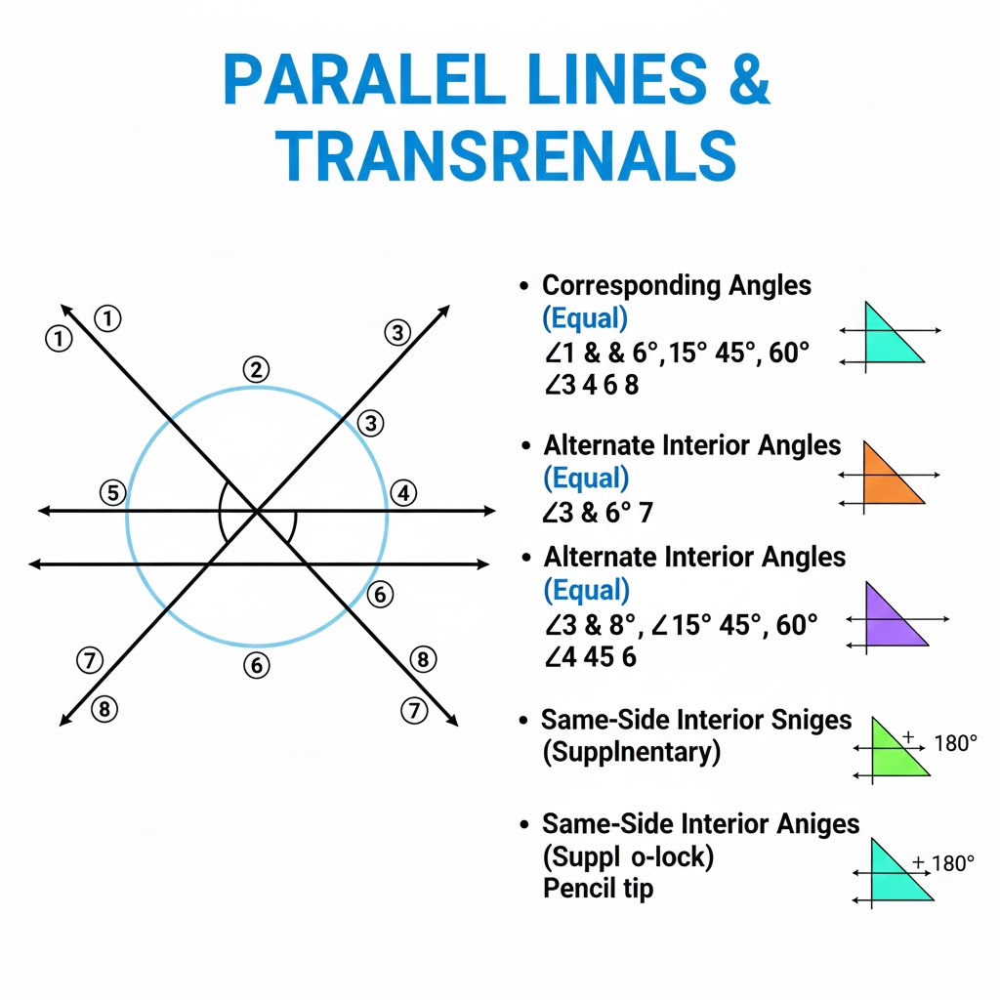 PARALEL LINES &
TRANSRENALS
① ①
③
②
③
⑤ ④
⑥
⑦ ⑧
⑥
⑧ ⑦
• Corresponding Angles
(Equal)
∠1 & & 6°, 15° 45°, 60°
∠3 4 6 8
• Alternate Interior Angles
(Equal)
∠3 & 6° 7
• Alternate Interior Angles
(Equal)
∠3 & 8°, ∠15° 45°, 60°
∠4 45 6
• Same-Side Interior Sniges
(Supplnentary)
+ 180°
• Same-Side Interior Aniges
(Suppl o-lock)
Pencil tip
+ 180°